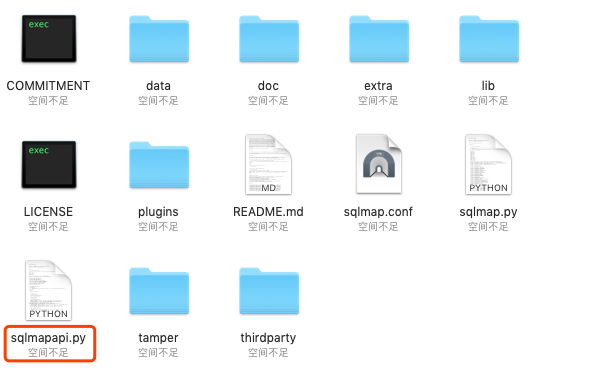 exec
COMMITMENT
空间不足
data
空间不足
doc
空间不足
extra
空间不足
lib
空间不足
exec
LICENSE
空间不足
plugins
空间不足
MD
README.md
空间不足
sqlmap.conf
空间不足
PYTHON
sqlmap.py
空间不足
PYTHON
sqlmapapi.py
空间不足
tamper
空间不足
thirdparty
空间不足